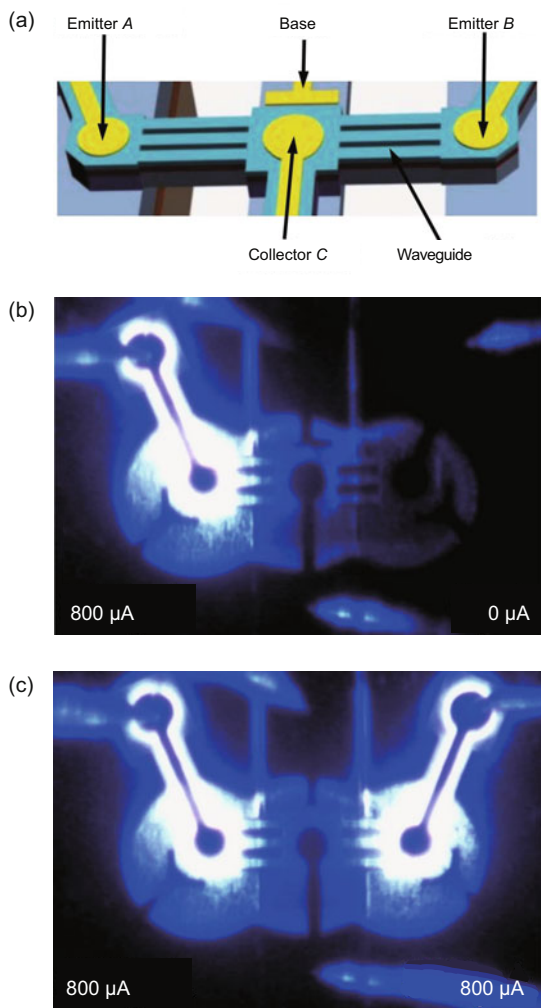 (a)
Emitter A
Base
Emitter B
Collector C
Waveguide
(b)
800 µA
0 µA
(c)
800 µA
800 µA